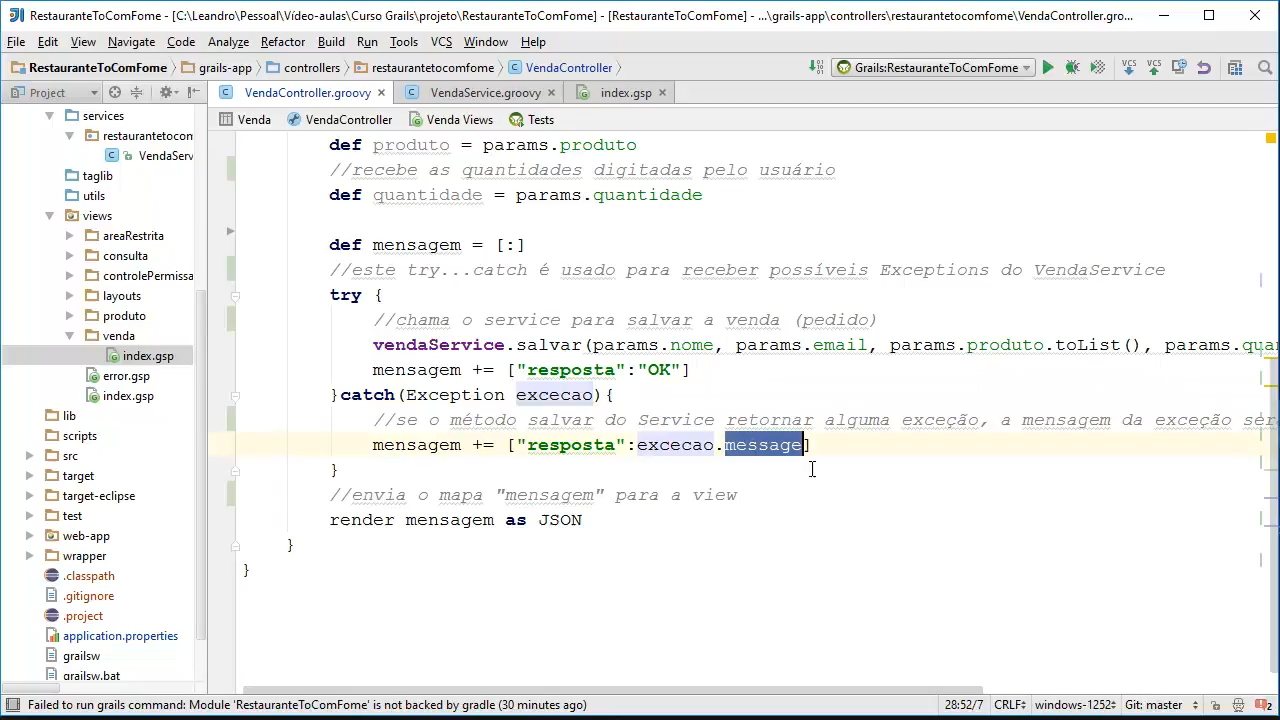 RestauranteToComFome - [C:\Leandro\Pessoal\Vídeo-aulas\Curso Grails\projeto\RestauranteToComFome] - [RestauranteToComFome] - ...\grails-app\controllers\restaurantetocomfome\VendaController.gro...
File Edit View Navigate Code Analyze Refactor Build Run Tools VCS Window Help
RestauranteToComFome grails-app controllers restaurantetocomfome VendaController Grails:RestauranteToComFome VCS VCS
Project VendaController.groovy VendaService.groovy index.gsp
Venda VendaController Venda Views Tests
services
restaurantetocom
VendaServ
taglib
utils
views
areaRestrita
consulta
controlePermissa
layouts
produto
venda
index.gsp
error.gsp
index.gsp
lib
scripts
src
target
target-eclipse
test
web-app
wrapper
.classpath
.gitignore
.project
application.properties
grailsw
grailsw.bat
def produto = params.produto
//recebe as quantidades digitadas pelo usuário
def quantidade = params.quantidade
def mensagem = [:]
//este try...catch é usado para receber possíveis Exceptions do VendaService
try {
//chama o service para salvar a venda (pedido)
vendaService.salvar(params.nome, params.email, params.produto.toList(), params.qua
mensagem += ["resposta":"OK"]
}catch(Exception excecao){
//se o método salvar do Service retornar alguma exceção, a mensagem da exceção ser
mensagem += ["resposta":excecao.message]
}
//envia o mapa "mensagem" para a view
render mensagem as JSON
}
}
Failed to run grails command: Module 'RestauranteToComFome' is not backed by gradle (30 minutes ago) 28:52/7 CRLF windows-1252 Git: master 2